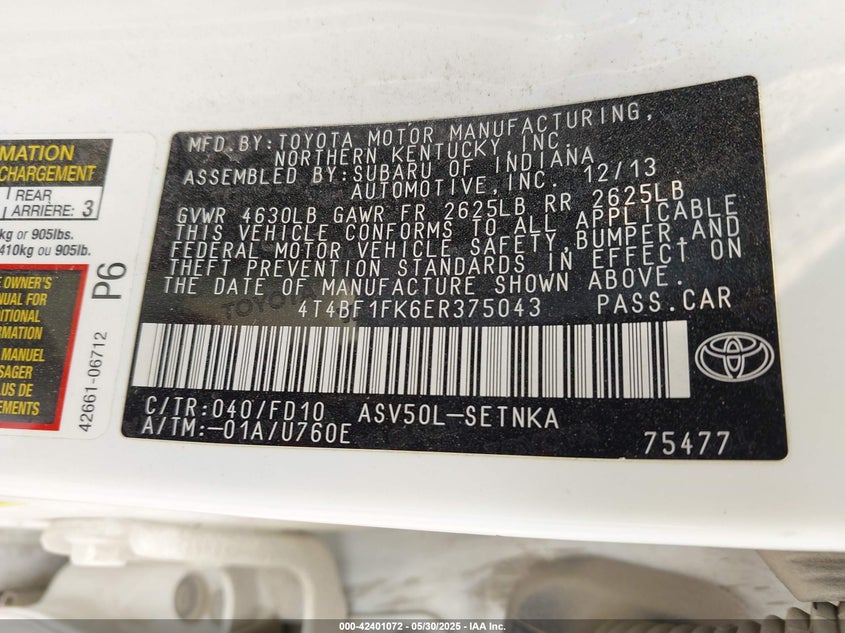 MATION
CHARGEMENT
REAR
ARRIÈRE: 3
kg or 905lbs.
410kg ou 905lb.
E OWNER'S
NUAL FOR
DITIONAL
RMATION
MANUEL
SAGER
LUS DE
NEMENTS.
P6
42661-06712
MFD.BY:TOYOTA MOTOR MANUFACTURING,
NORTHERN KENTUCKY INC.
ASSEMBLED BY:SUBARU OF INDIANA
AUTOMOTIVE,INC. 12/13
GVWR 4630LB GAWR FR 2625LB RR 2625LB
THIS VEHICLE CONFORMS TO ALL APPLICABLE
FEDERAL MOTOR VEHICLE SAFETY,BUMPER,AND
THEFT PREVENTION STANDARDS IN EFFECT ON
THE DATE OF MANUFACTURE SHOWN ABOVE.
4T4BF1FK6ER375043 PASS.CAR
C/TR:040/FD10 ASV50L-SETNKA
A/TM:-01A/U760E
75477
TOYOTA
000-42401072 — 05/30/2025 — IAA Inc.